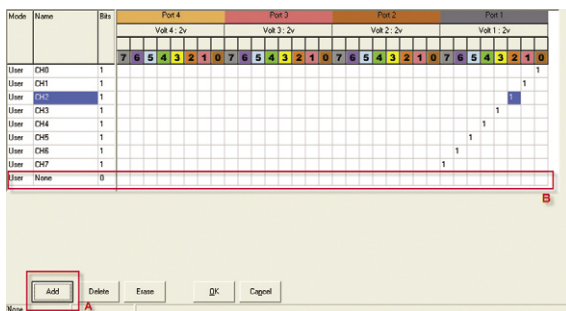 Mode Name Bits Port 4 Port 3 Port 2 Port 1
Volt 4 : 2v Volt 3 : 2v Volt 2 : 2v Volt 1 : 2v
7 6 5 4 3 2 1 0 7 6 5 4 3 2 1 0 7 6 5 4 3 2 1 0 7 6 5 4 3 2 1 0
User CH0 1 1
User CH1 1 1
User CH2 1 1
User CH3 1 1
User CH4 1 1
User CH5 1 1
User CH6 1 1
User CH7 1 1
User None 0
B
Add Delete Erase OK Cancel
A
None